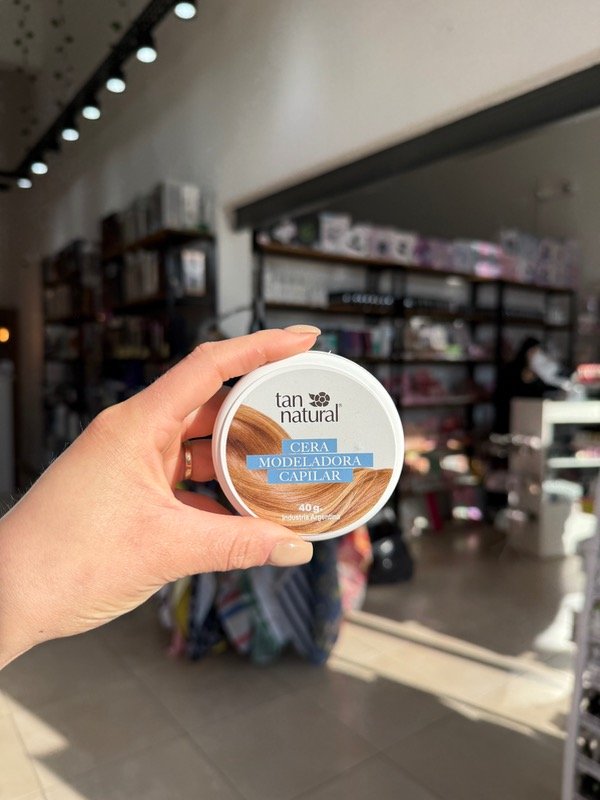 tan
natural®
CERA
MODELADORA
CAPILAR
40 g.
Industria Argentina